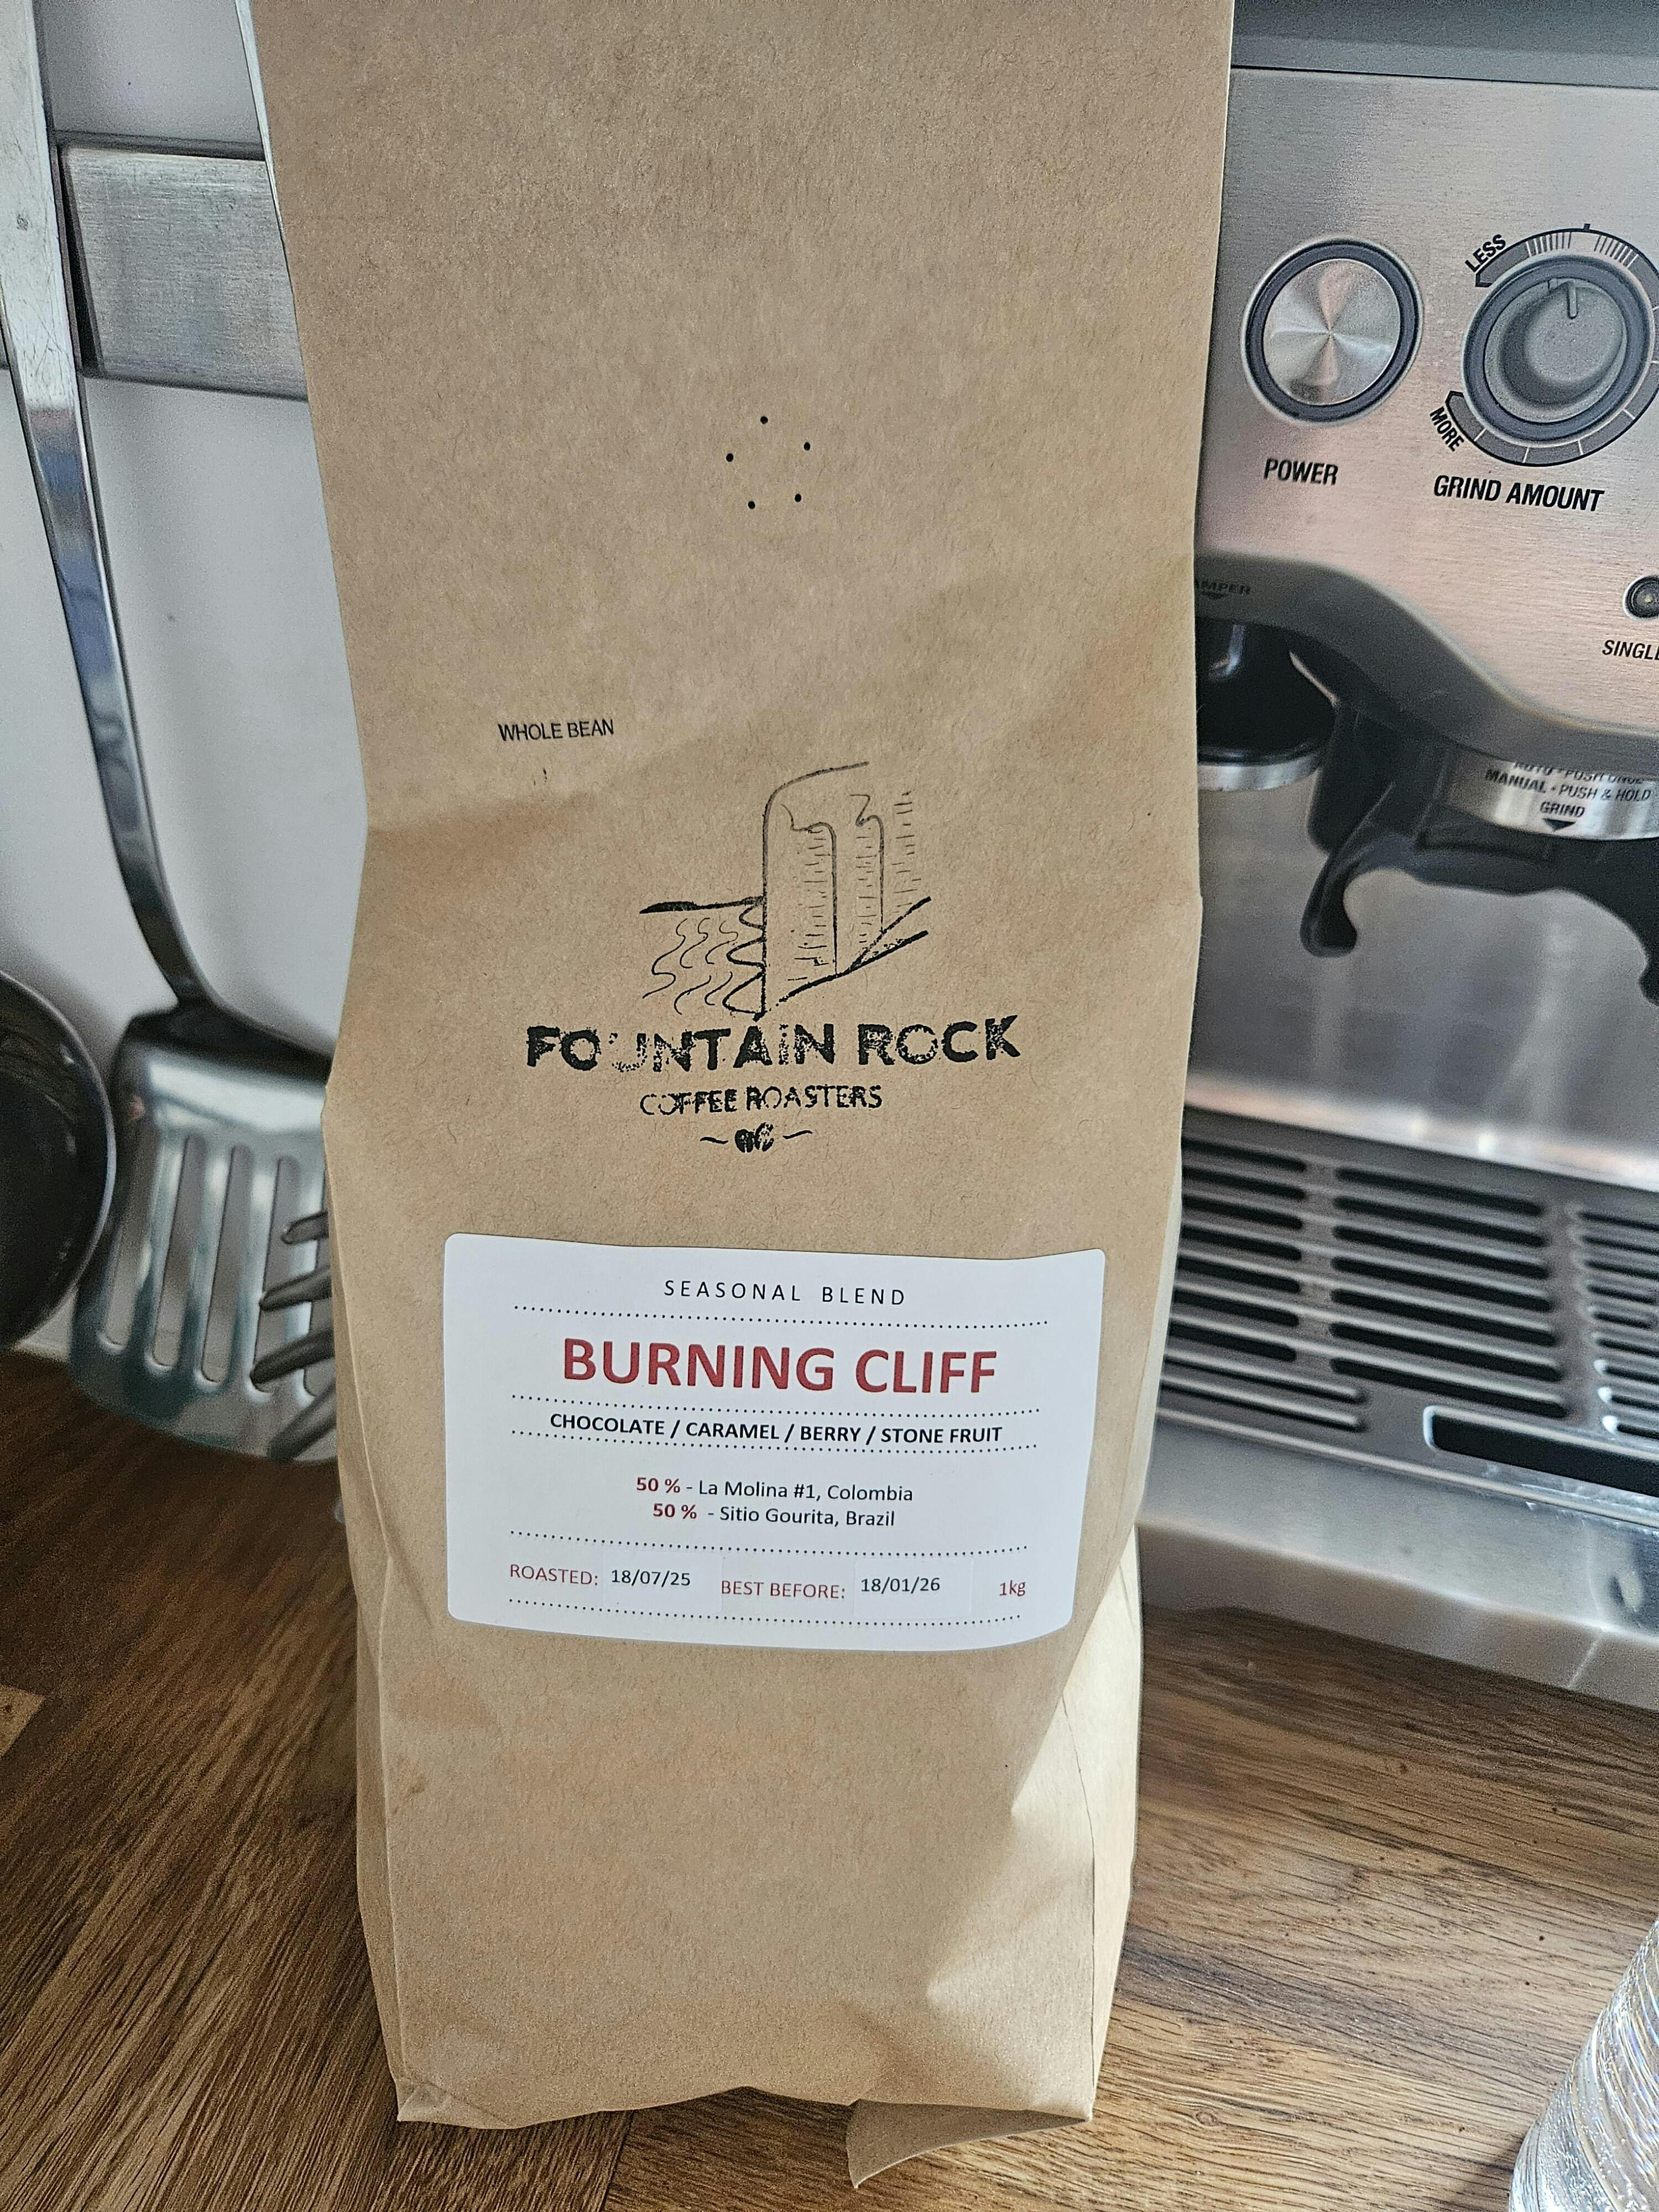 LESS
MORE
POWER
GRIND AMOUNT
SINGLE
MANUAL • PUSH & HOLD
GRIND
WHOLE BEAN
FOUNTAIN ROCK
COFFEE ROASTERS
SEASONAL BLEND
BURNING CLIFF
CHOCOLATE / CARAMEL / BERRY / STONE FRUIT
50 % - La Molina #1, Colombia
50 % - Sitio Gourita, Brazil
ROASTED: 18/07/25 BEST BEFORE: 18/01/26 1kg